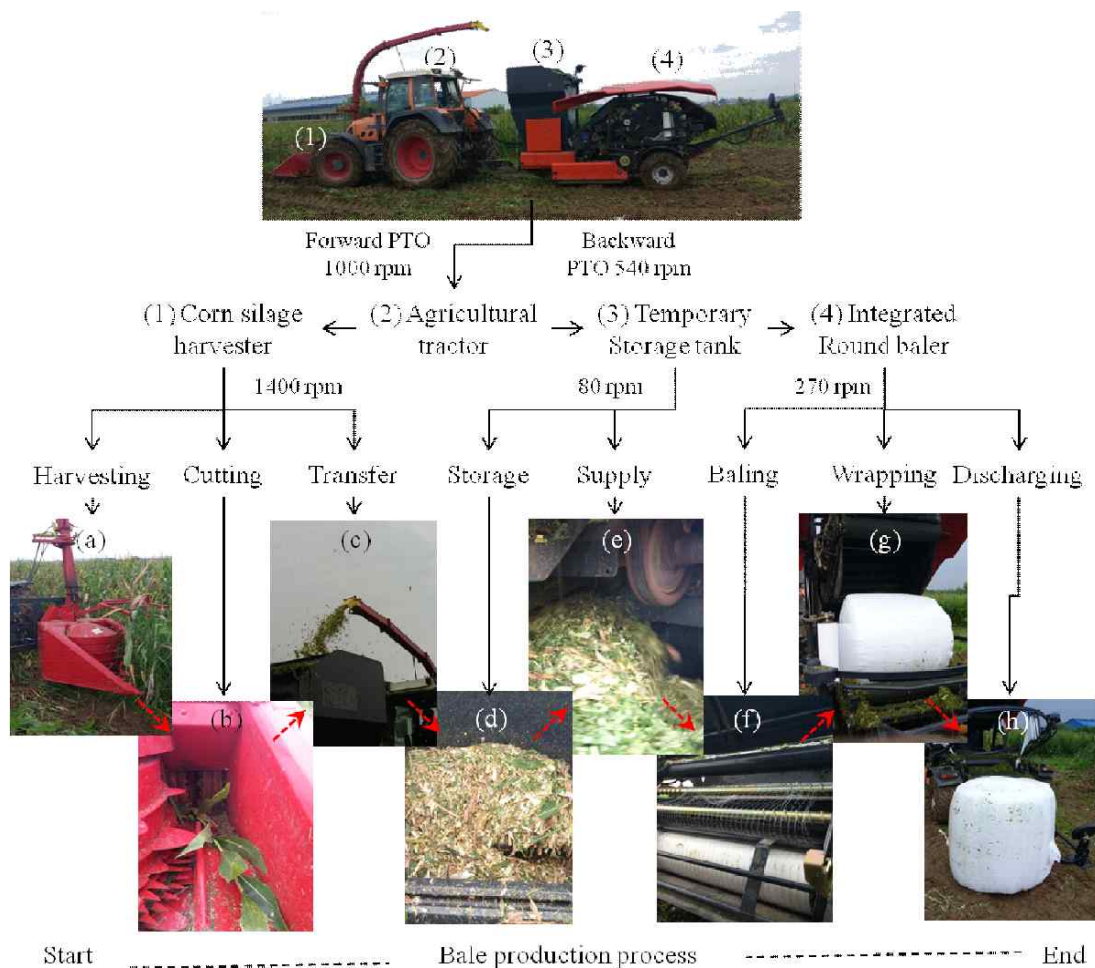 (1)
(2)
(3)
(4)
Forward PTO
1000 rpm
Backward
PTO 540 rpm
(1) Corn silage
harvester
(2) Agricultural
tractor
(3) Temporary
Storage tank
(4) Integrated
Round baler
1400 rpm
80 rpm
270 rpm
Harvesting
Cutting
Transfer
Storage
Supply
Baling
Wrapping
Discharging
(a)
(b)
(c)
(d)
(e)
(f)
(g)
(h)
Start
Bale production process
End